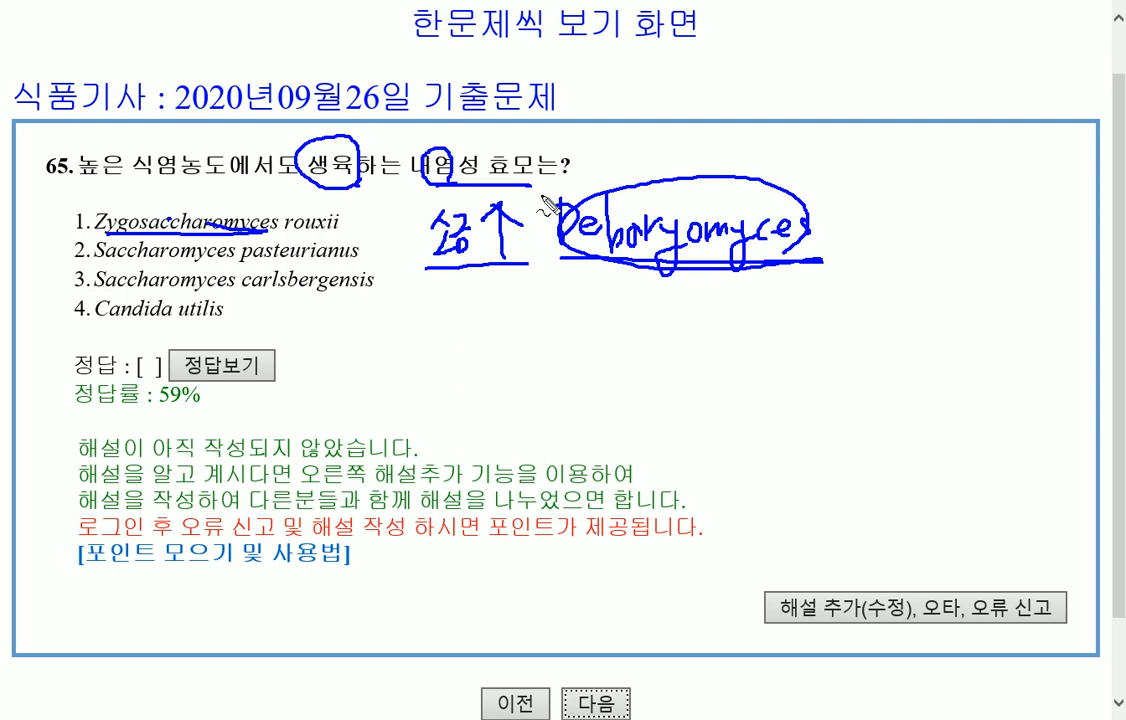 한문제씩 보기 화면
식품기사 : 2020년09월26일 기출문제
65. 높은 식염농도에서도 생육하는 내염성 효모는?
1. Zygosaccharomyces rouxii
2. Saccharomyces pasteurianus
3. Saccharomyces carlsbergensis
4. Candida utilis
소금 ↑
Debaryomyces
정답 : [ ] 정답보기
정답률 : 59%
해설이 아직 작성되지 않았습니다.
해설을 알고 계시다면 오른쪽 해설추가 기능을 이용하여
해설을 작성하여 다른분들과 함께 해설을 나누었으면 합니다.
로그인 후 오류 신고 및 해설 작성 하시면 포인트가 제공됩니다.
[포인트 모으기 및 사용법]
해설 추가(수정), 오타, 오류 신고
이전 다음